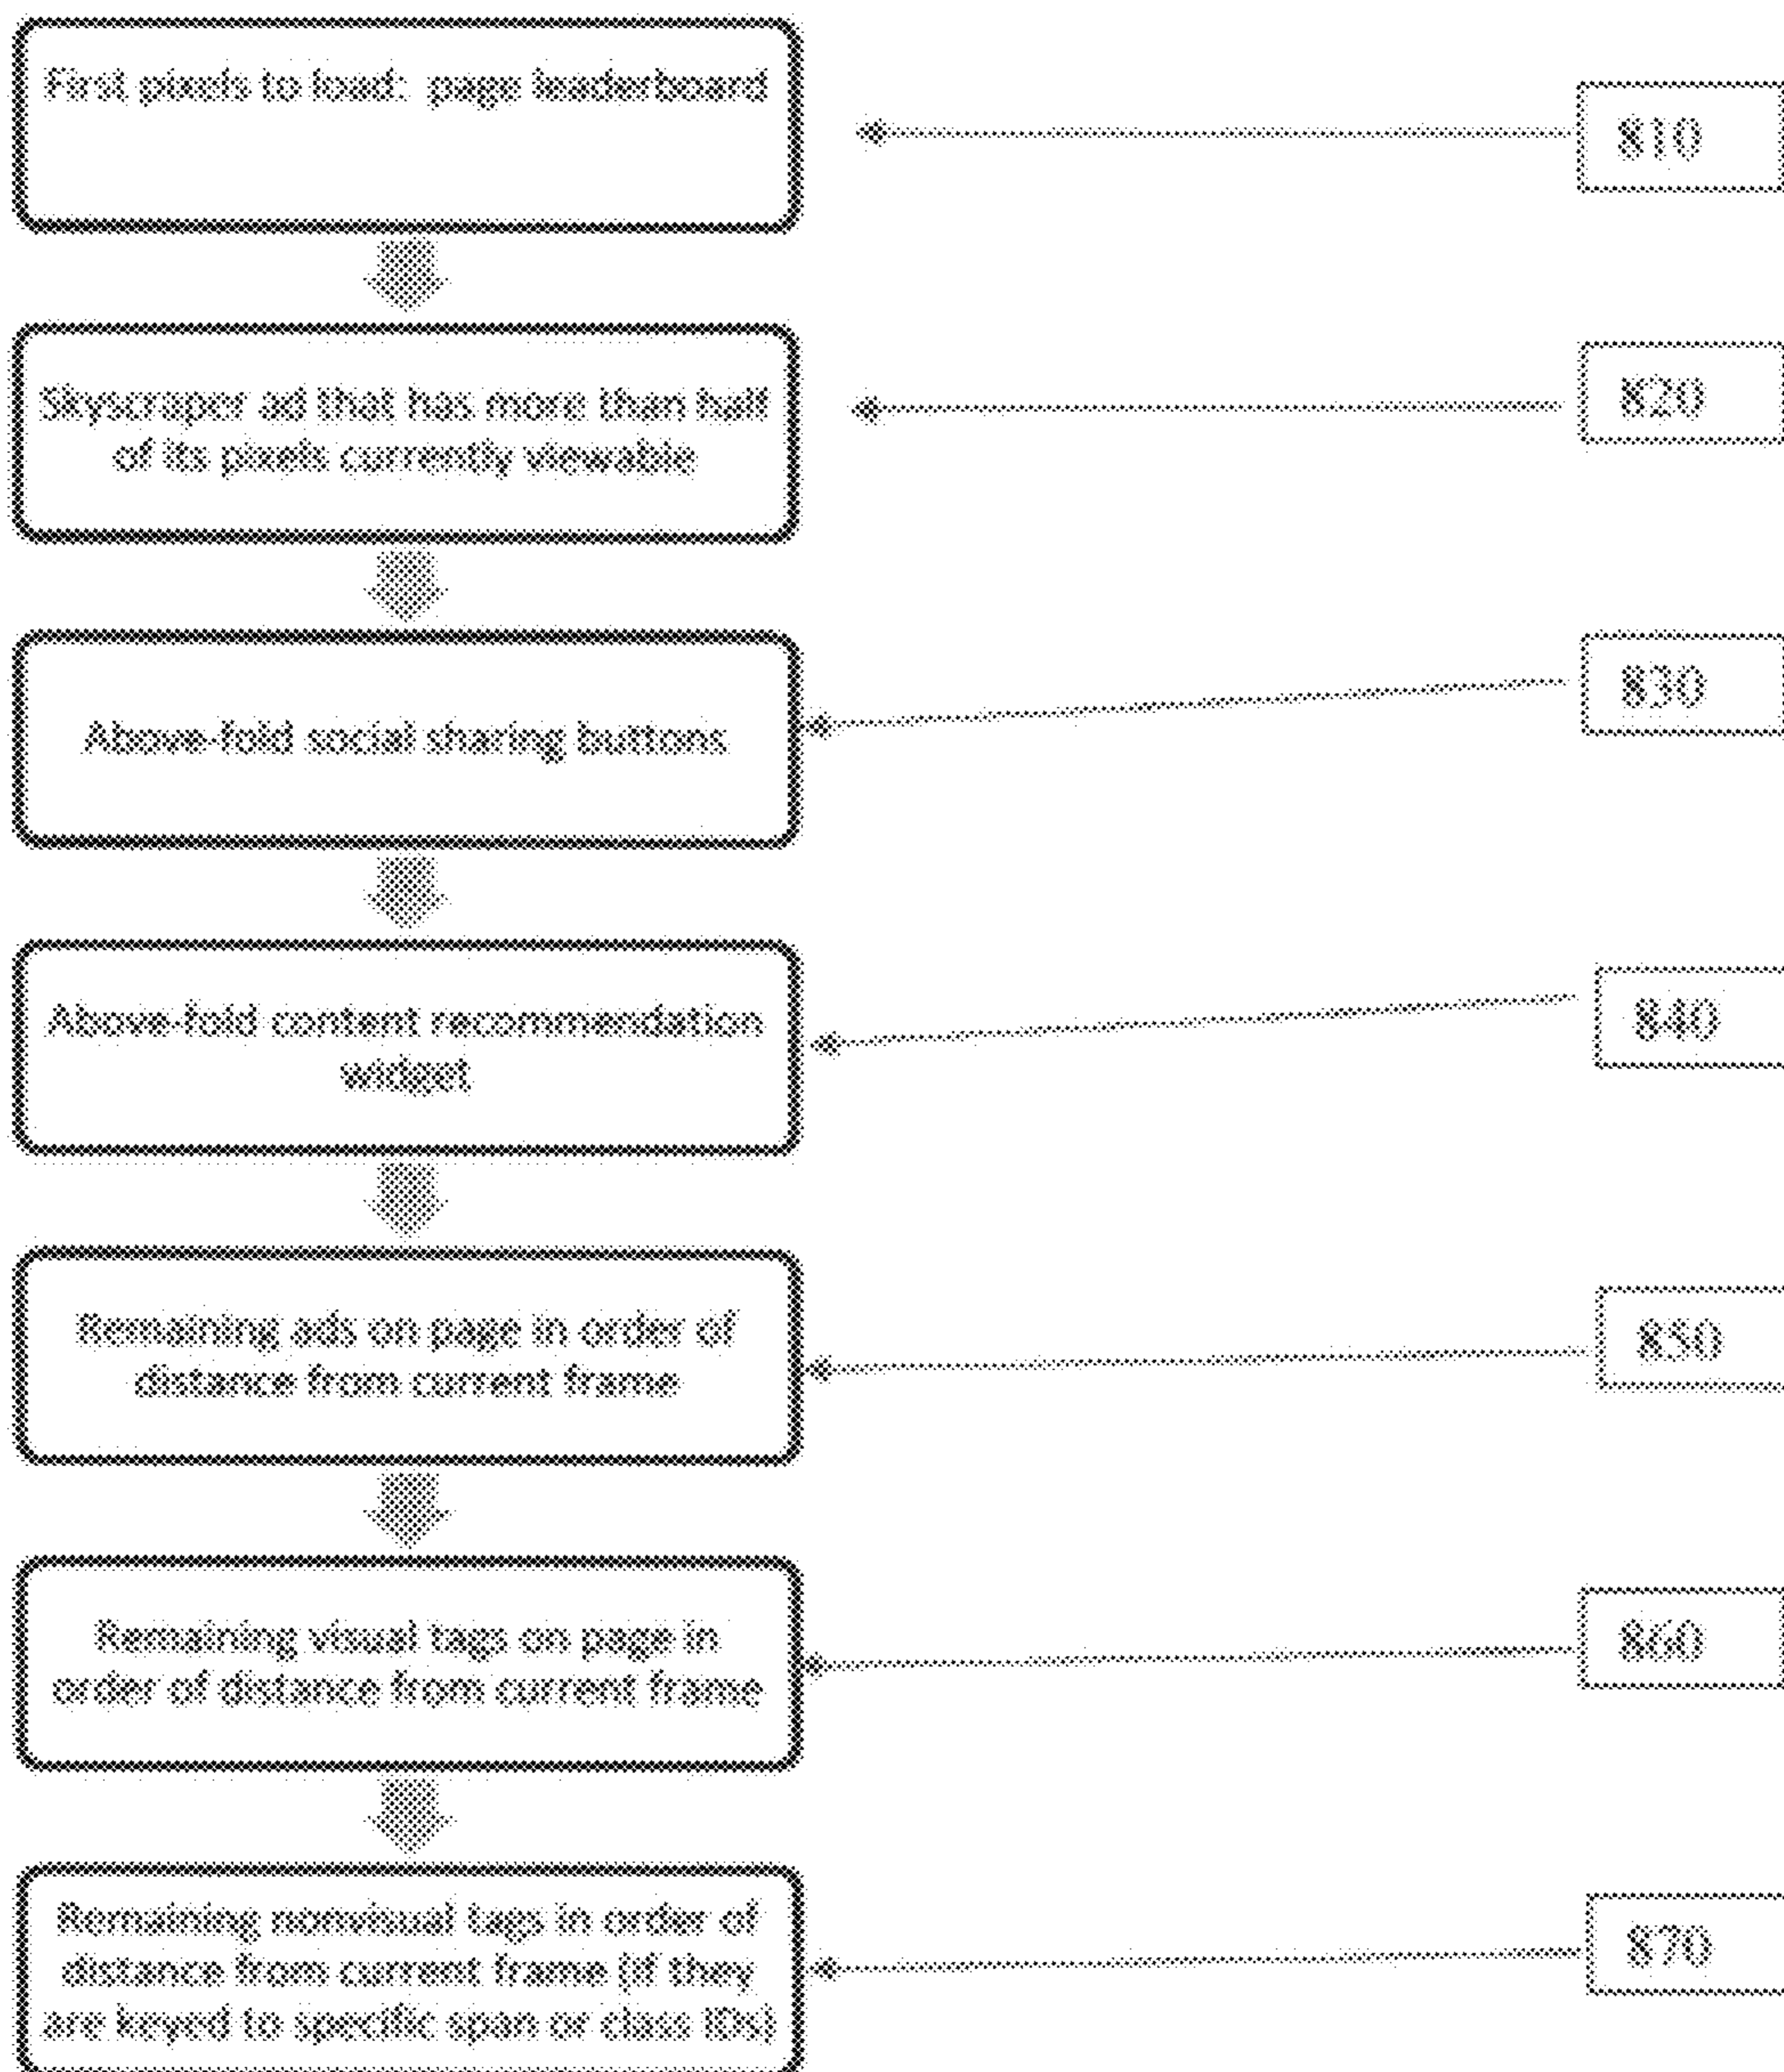 First pixels to load: page leaderboard
810
Skyscraper ad that has more than half
of its pixels currently viewable
820
Above-fold social sharing buttons
830
Above-fold content recommendation
widget
840
Remaining ads on page in order of
distance from current frame
850
Remaining visual tags on page in
order of distance from current frame
860
Remaining nonvisual tags in order of
distance from current frame (if they
are keyed to specific span or class IDs)
870